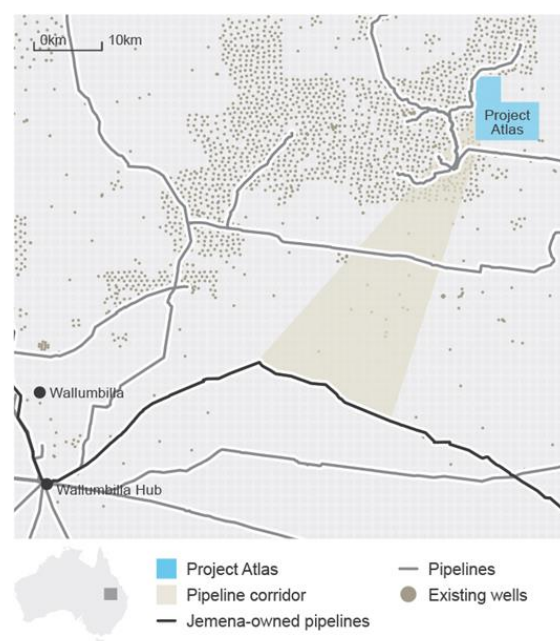 0km 10km
Project
Atlas
Wallumbilla
Wallumbilla Hub
Project Atlas
Pipelines
Pipeline corridor
Existing wells
Jemena-owned pipelines